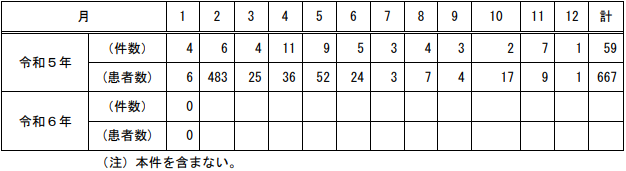 月 1 2 3 4 5 6 7 8 9 10 11 12 計
令和５年 （件数） 4 6 4 11 9 5 3 4 3 2 7 1 59
（患者数） 6 483 25 36 52 24 3 7 4 17 9 1 667
令和６年 （件数） 0
（患者数） 0
（注）本件を含まない。